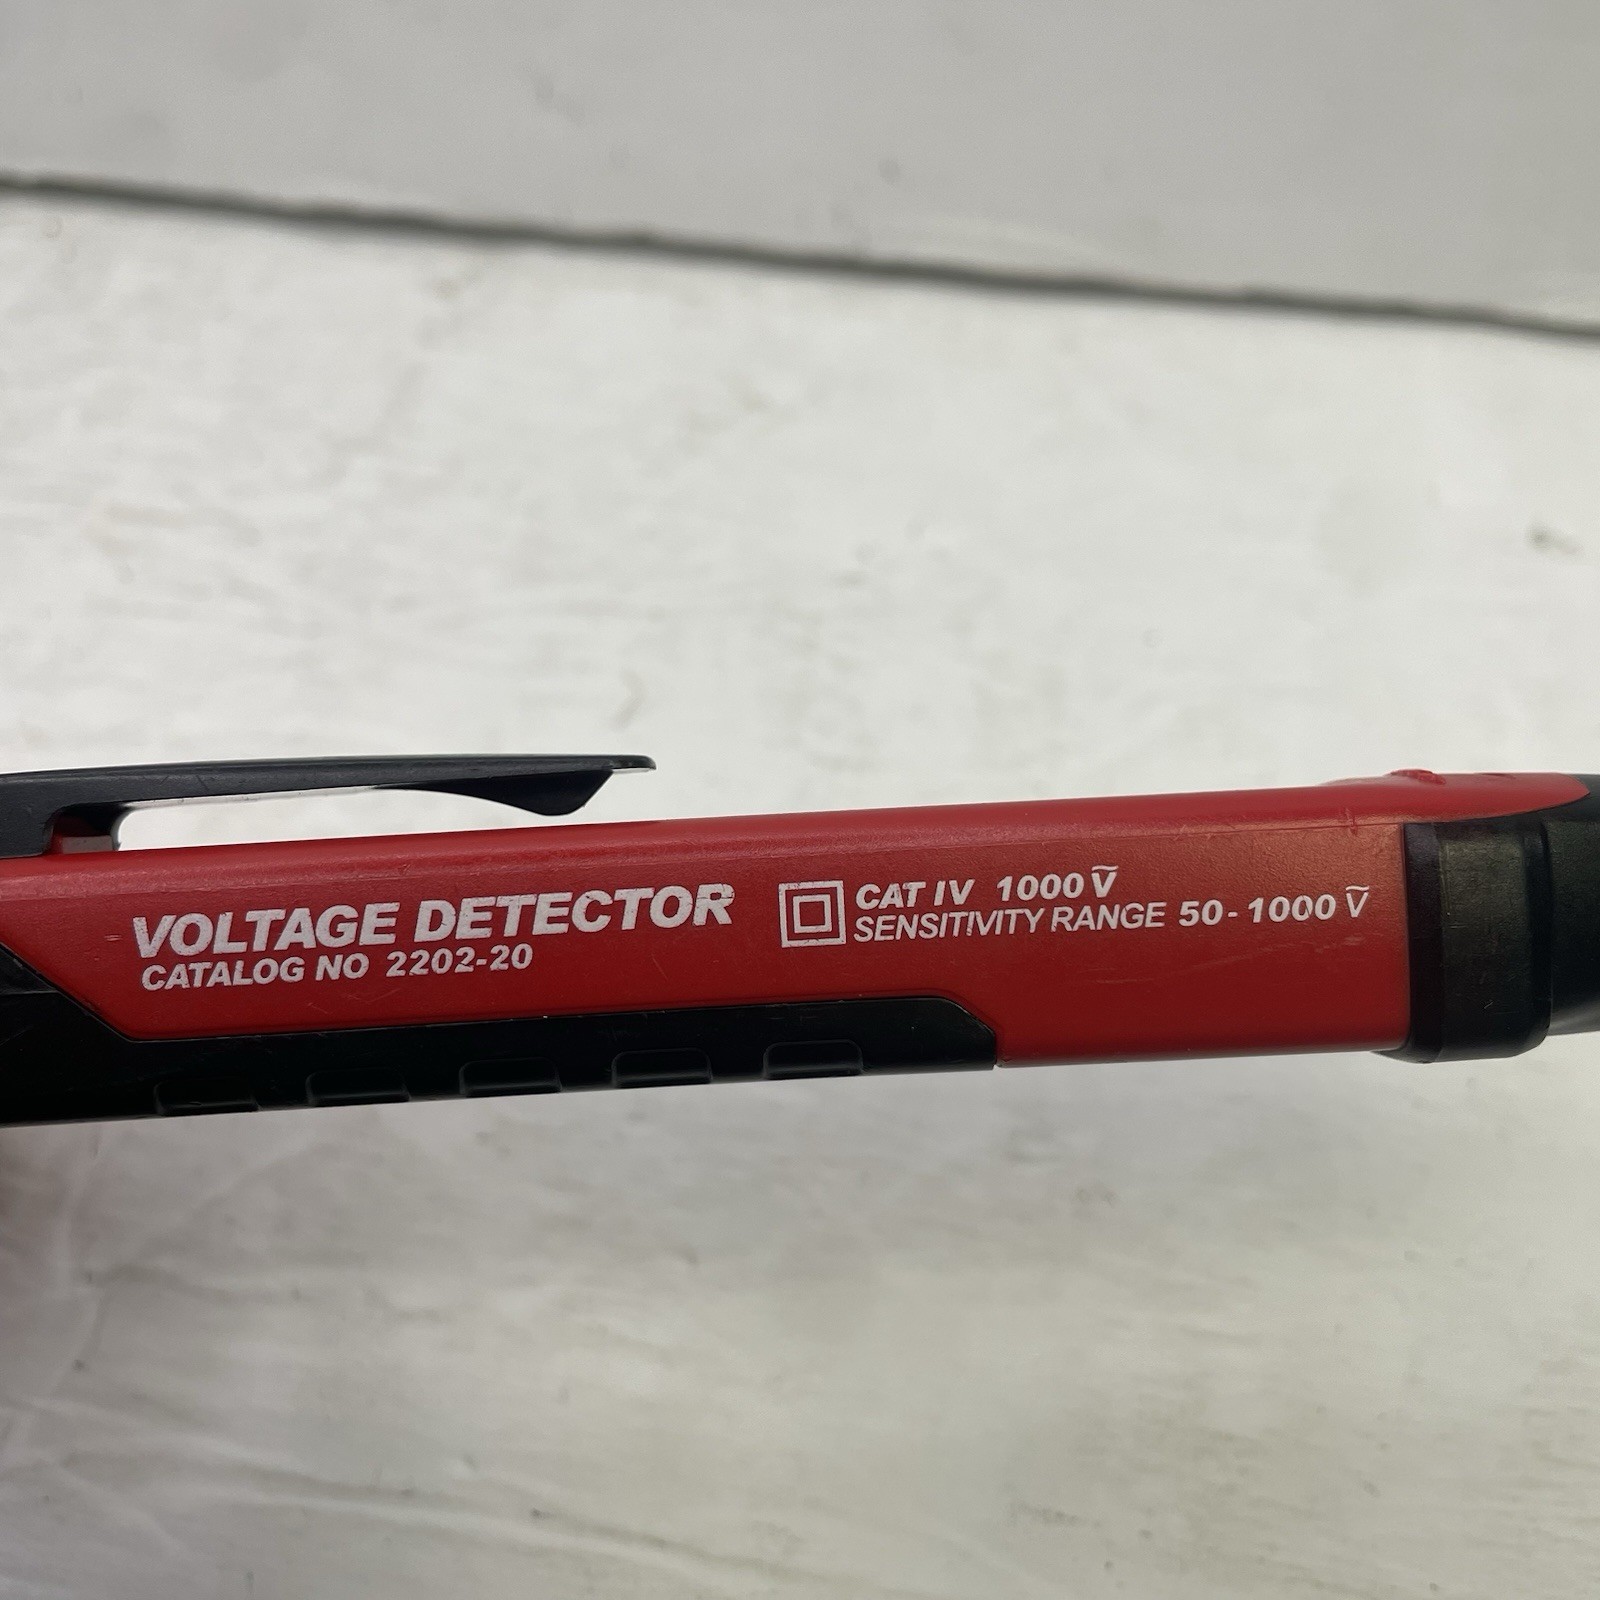 VOLTAGE DETECTOR
CATALOG NO 2202-20
CAT IV 1000 Ṽ
SENSITIVITY RANGE 50-1000 Ṽ